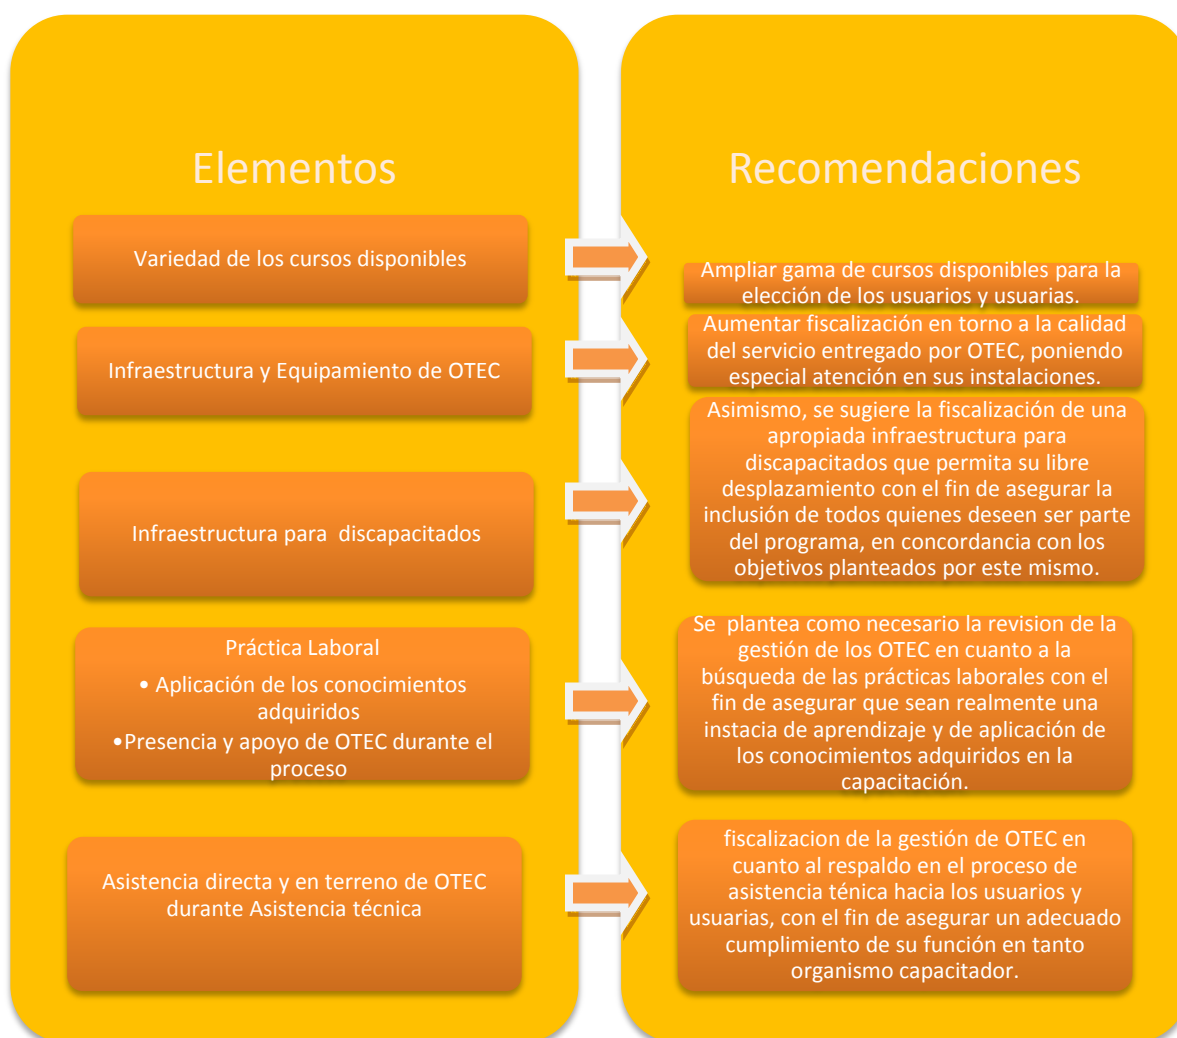 Elementos
Recomendaciones
Variedad de los cursos disponibles
Ampliar gama de cursos disponibles para la
elección de los usuarios y usuarias.
Infraestructura y Equipamiento de OTEC
Aumentar fiscalización en torno a la calidad
del servicio entregado por OTEC, poniendo
especial atención en sus instalaciones.
Infraestructura para  discapacitados
Asimismo, se sugiere la fiscalización de una
apropiada infraestructura para
discapacitados que permita su libre
desplazamiento con el fin de asegurar la
inclusión de todos quienes deseen ser parte
del programa, en concordancia con los
objetivos planteados por este mismo.
Práctica Laboral
• Aplicación de los conocimientos
adquiridos
•Presencia y apoyo de OTEC durante el
proceso
Se  plantea como necesario la revision de la
gestión de los OTEC en cuanto a la
búsqueda de las prácticas laborales con el
fin de asegurar que sean realmente una
instacia de aprendizaje y de aplicación de
los conocimientos adquiridos en la
capacitación.
Asistencia directa y en terreno de OTEC
durante Asistencia técnica
fiscalizacion de la gestión de OTEC en
cuanto al respaldo en el proceso de
asistencia ténica hacia los usuarios y
usuarias, con el fin de asegurar un adecuado
cumplimiento de su función en tanto
organismo capacitador.